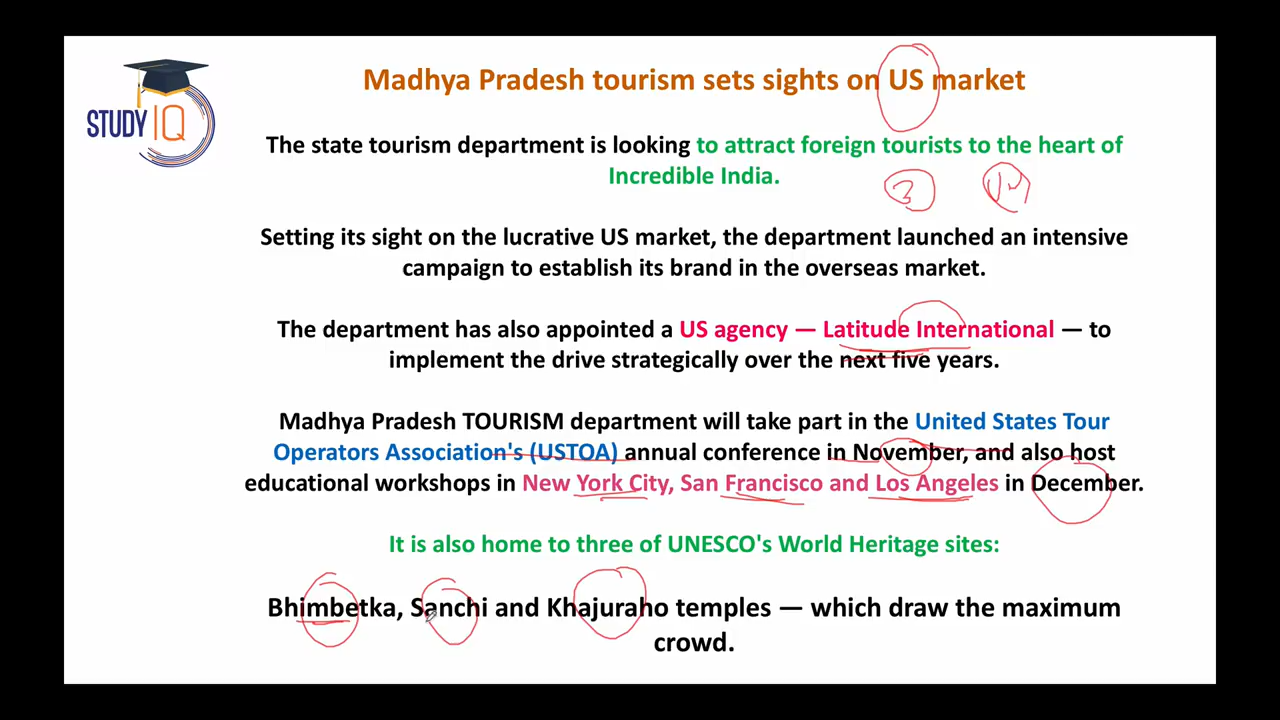 STUDY IQ
Madhya Pradesh tourism sets sights on US market
The state tourism department is looking to attract foreign tourists to the heart of
Incredible India.
3
Setting its sight on the lucrative US market, the department launched an intensive
campaign to establish its brand in the overseas market.
The department has also appointed a US agency — Latitude International — to
implement the drive strategically over the next five years.
Madhya Pradesh TOURISM department will take part in the United States Tour
Operators Association's (USTOA) annual conference in November, and also host
educational workshops in New York City, San Francisco and Los Angeles in December.
It is also home to three of UNESCO's World Heritage sites:
Bhimbetka, Sanchi and Khajuraho temples — which draw the maximum
crowd.